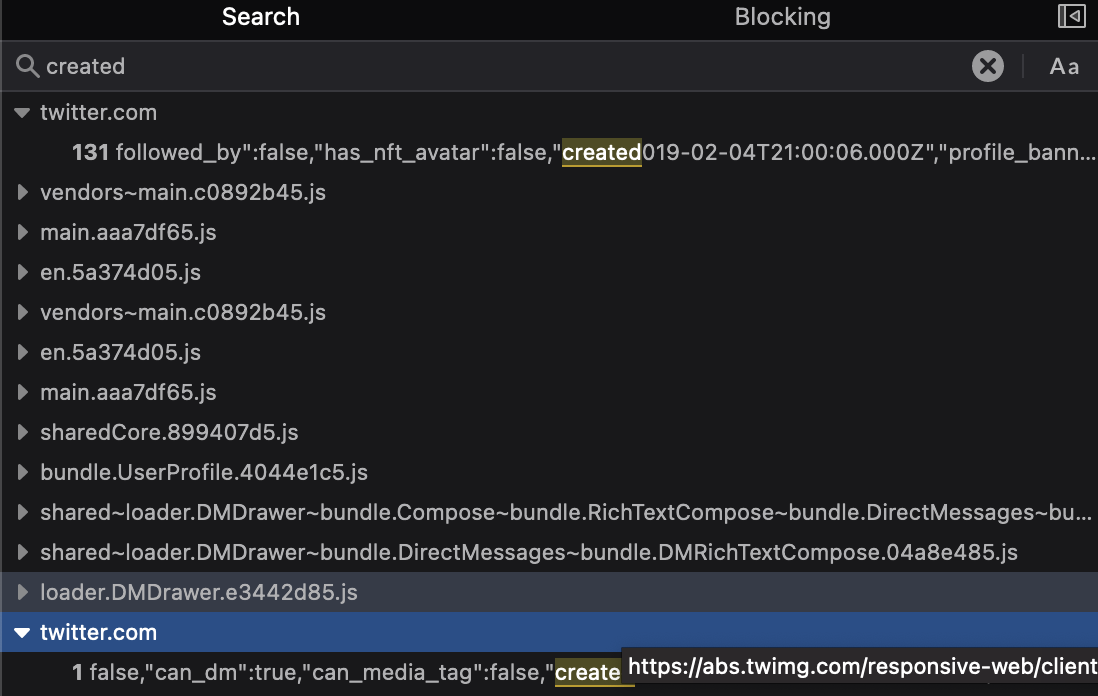 Search Blocking
created Aa
twitter.com
131 followed_by":false,"has_nft_avatar":false,"created019-02-04T21:00:06.000Z","profile_bann...
vendors~main.c0892b45.js
main.aaa7df65.js
en.5a374d05.js
vendors~main.c0892b45.js
en.5a374d05.js
main.aaa7df65.js
sharedCore.899407d5.js
bundle.UserProfile.4044e1c5.js
shared~loader.DMDrawer~bundle.Compose~bundle.RichTextCompose~bundle.DirectMessages~bu...
shared~loader.DMDrawer~bundle.DirectMessages~bundle.DMRichTextCompose.04a8e485.js
loader.DMDrawer.e3442d85.js
twitter.com
1 false,"can_dm":true,"can_media_tag":false,"create
https://abs.twimg.com/responsive-web/client